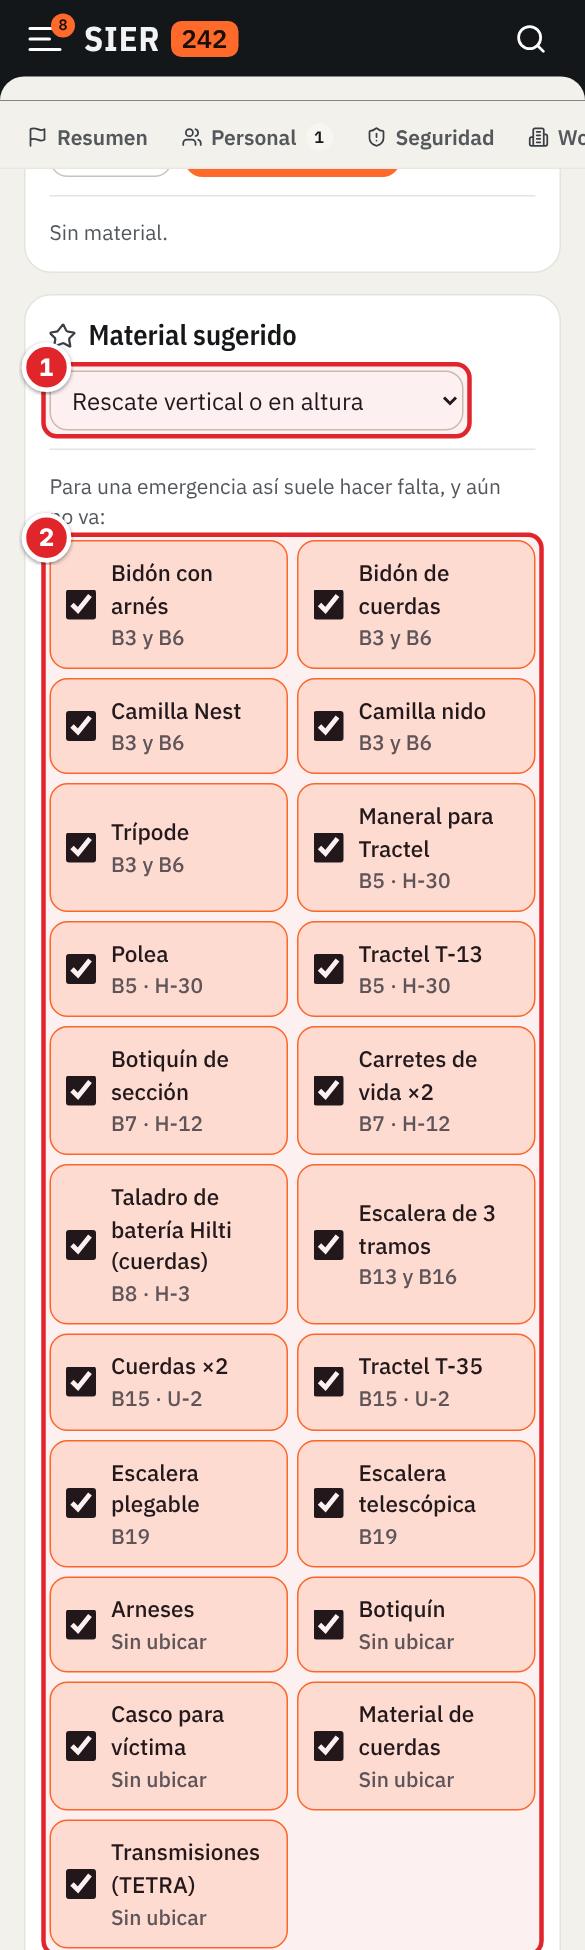 8
SIER 242
Resumen Personal 1 Seguridad
Sin material.
Material sugerido
1
Rescate vertical o en altura
Para una emergencia así suele hacer falta, y aún
no va:
2
Bidón con
arnés
B3 y B6
Bidón de
cuerdas
B3 y B6
Camilla Nest
B3 y B6
Camilla nido
B3 y B6
Trípode
B3 y B6
Maneral para
Tractel
B5 · H-30
Polea
B5 · H-30
Tractel T-13
B5 · H-30
Botiquín de
sección
B7 · H-12
Carretes de
vida ×2
B7 · H-12
Taladro de
batería Hilti
(cuerdas)
B8 · H-3
Escalera de 3
tramos
B13 y B16
Cuerdas ×2
B15 · U-2
Tractel T-35
B15 · U-2
Escalera
plegable
B19
Escalera
telescópica
B19
Arneses
Sin ubicar
Botiquín
Sin ubicar
Casco para
víctima
Sin ubicar
Material de
cuerdas
Sin ubicar
Transmisiones
(TETRA)
Sin ubicar